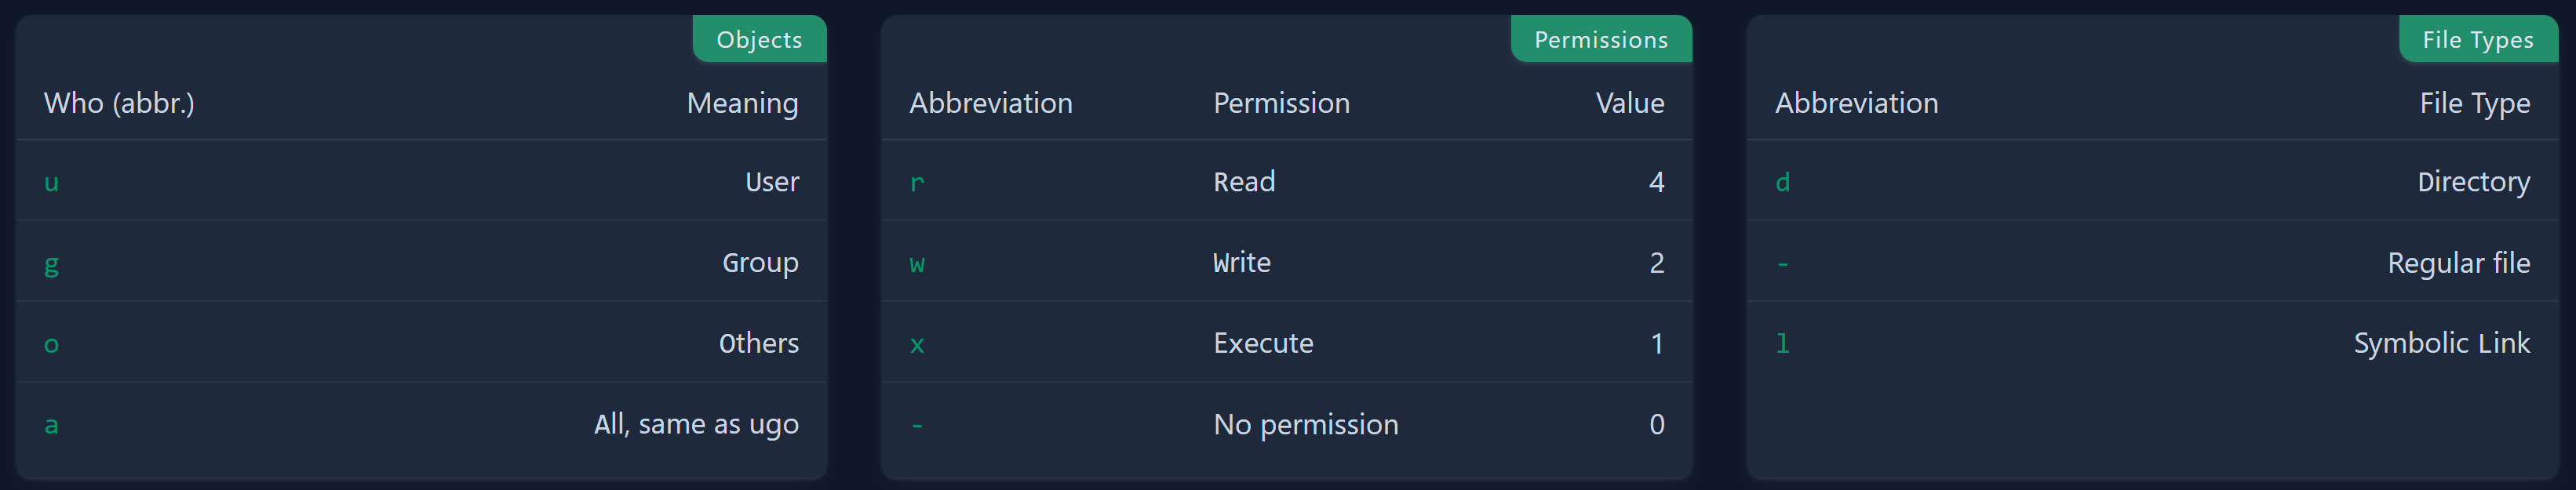 Objects
Who (abbr.) Meaning
u User
g Group
o Others
a All, same as ugo
Permissions
Abbreviation Permission Value
r Read 4
w Write 2
x Execute 1
- No permission 0
File Types
Abbreviation File Type
d Directory
- Regular file
l Symbolic Link